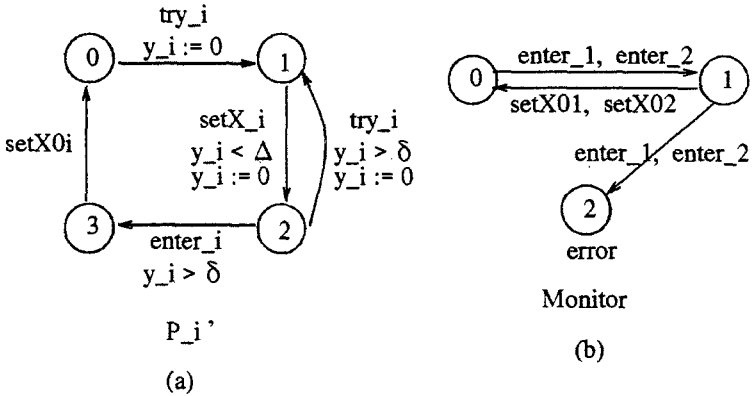 try_i
y_i := 0
0
1
setX0i
setX_i
y_i < Δ
y_i := 0
try_i
y_i > δ
y_i := 0
3
2
enter_i
y_i > δ
P_i ’
(a)
enter_1, enter_2
0
1
setX01, setX02
enter_1, enter_2
2
error
Monitor
(b)